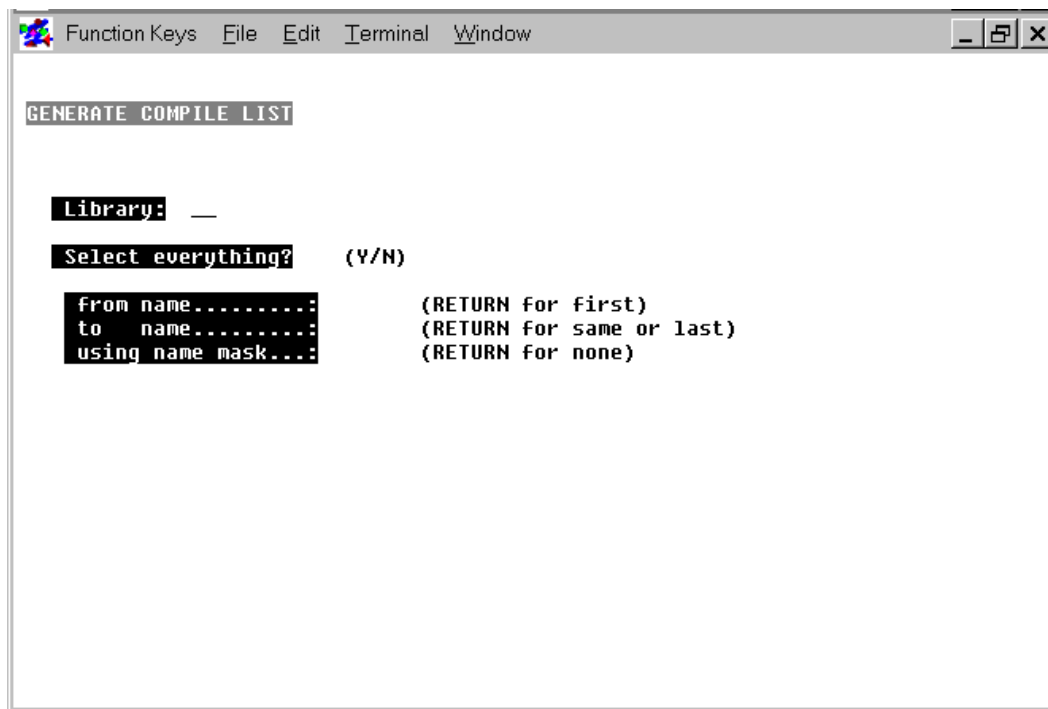 Function Keys File Edit Terminal Window
GENERATE COMPILE LIST
Library: __
Select everything? (Y/N)
from name.........: (RETURN for first)
to name.........: (RETURN for same or last)
using name mask...: (RETURN for none)